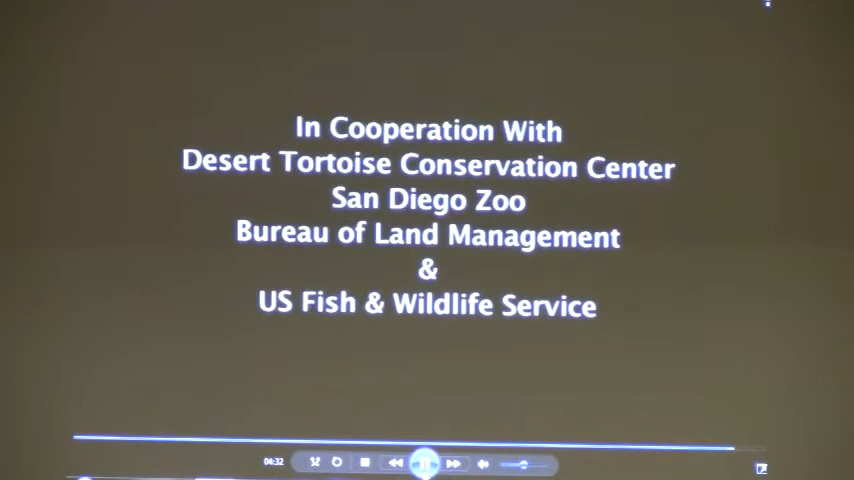 In Cooperation With
Desert Tortoise Conservation Center
San Diego Zoo
Bureau of Land Management
&
US Fish & Wildlife Service
04:32